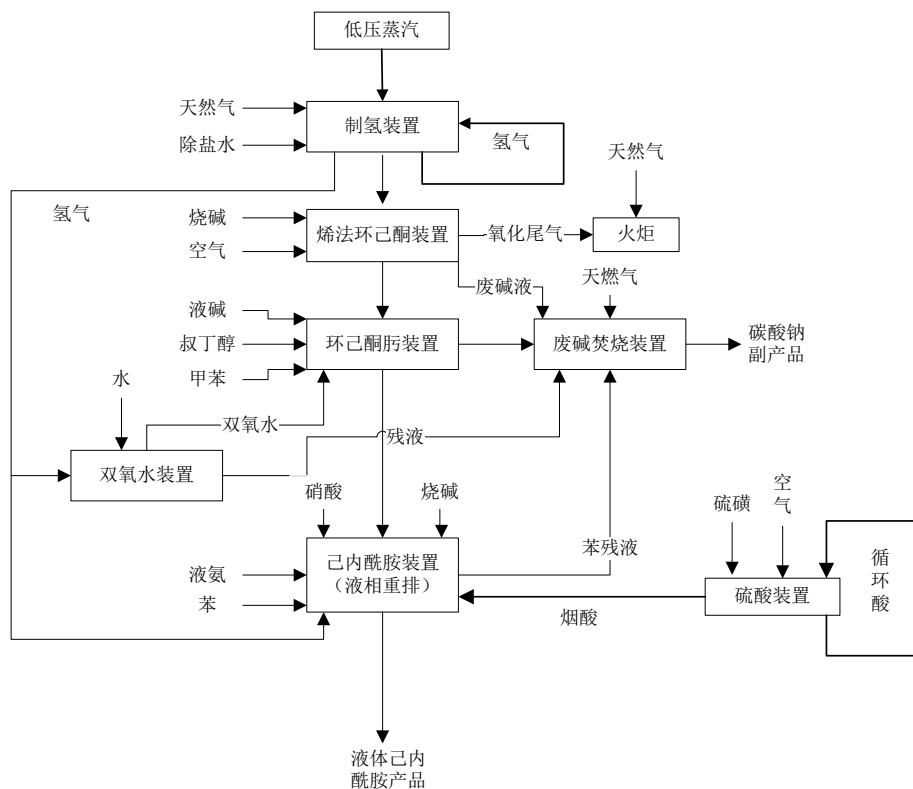 低压蒸汽
天然气
制氢装置
除盐水
氢气
天然气
氢气
烧碱
烯法环己酮装置
氧化尾气
火炬
空气
废碱液
天燃气
液碱
叔丁醇
环己酮肟装置
废碱焚烧装置
碳酸钠
副产品
甲苯
水
双氧水
残液
双氧水装置
硝酸
烧碱
硫磺
空
气
己内酰胺装置
（液相重排）
苯残液
循
环
酸
液氨
苯
硫酸装置
烟酸
液体己内
酰胺产品